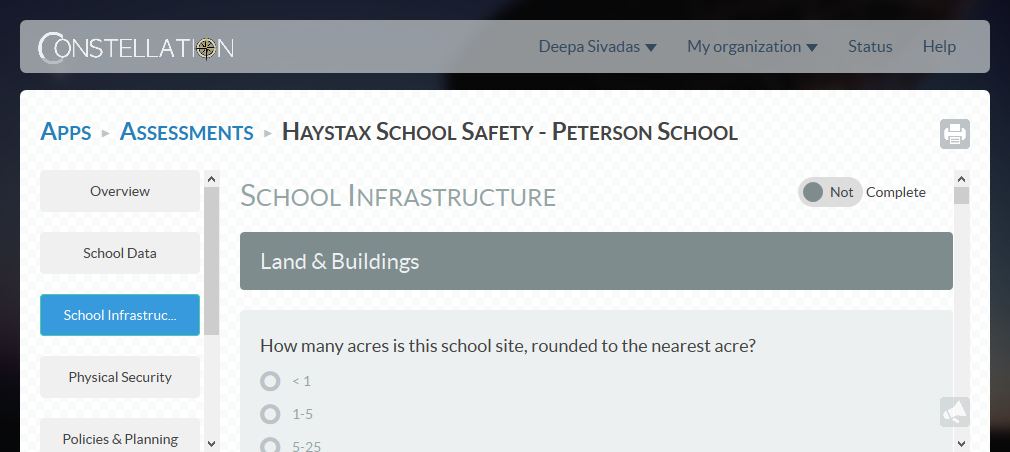 CONSTELLATION
Deepa Sivadas My organization Status Help
APPS ASSESSMENTS HAYSTAX SCHOOL SAFETY - PETERSON SCHOOL
Overview
School Data
School Infrastruc...
Physical Security
Policies & Planning
SCHOOL INFRASTRUCTURE
Not Complete
Land & Buildings
How many acres is this school site, rounded to the nearest acre?
< 1
1-5
5-25